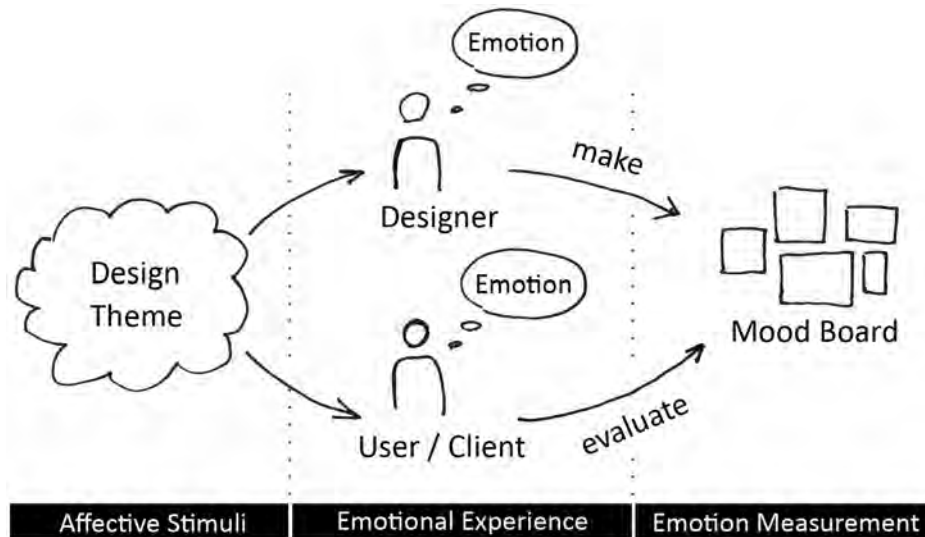 Emotion
make
Designer
Design
Theme
Emotion
Mood Board
User / Client
evaluate
Affective Stimuli
Emotional Experience
Emotion Measurement